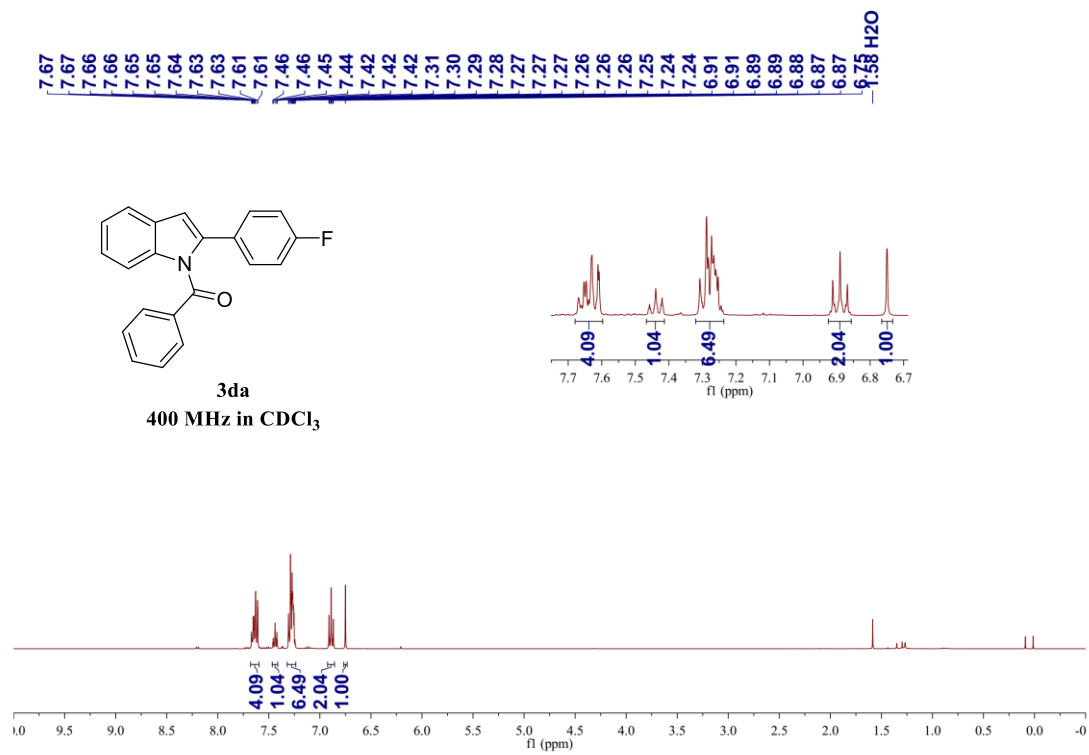 7.67 7.67 7.66 7.66 7.65 7.65 7.64 7.63 7.63 7.61 7.61 7.46 7.46 7.45 7.44 7.42 7.42 7.42 7.31 7.30 7.29 7.28 7.27 7.27 7.27 7.26 7.26 7.26 7.25 7.24 7.24 6.91 6.91 6.89 6.89 6.88 6.87 6.87 6.75 1.58 H2O
F
N
O
3da
400 MHz in CDCl3
4.09 1.04 6.49 2.04 1.00
7.7 7.6 7.5 7.4 7.3 7.2 7.1 7.0 6.9 6.8 6.7
f1 (ppm)
4.09 1.04 6.49 2.04 1.00
9.5 9.0 8.5 8.0 7.5 7.0 6.5 6.0 5.5 5.0 4.5 4.0 3.5 3.0 2.5 2.0 1.5 1.0 0.5 0.0
f1 (ppm)